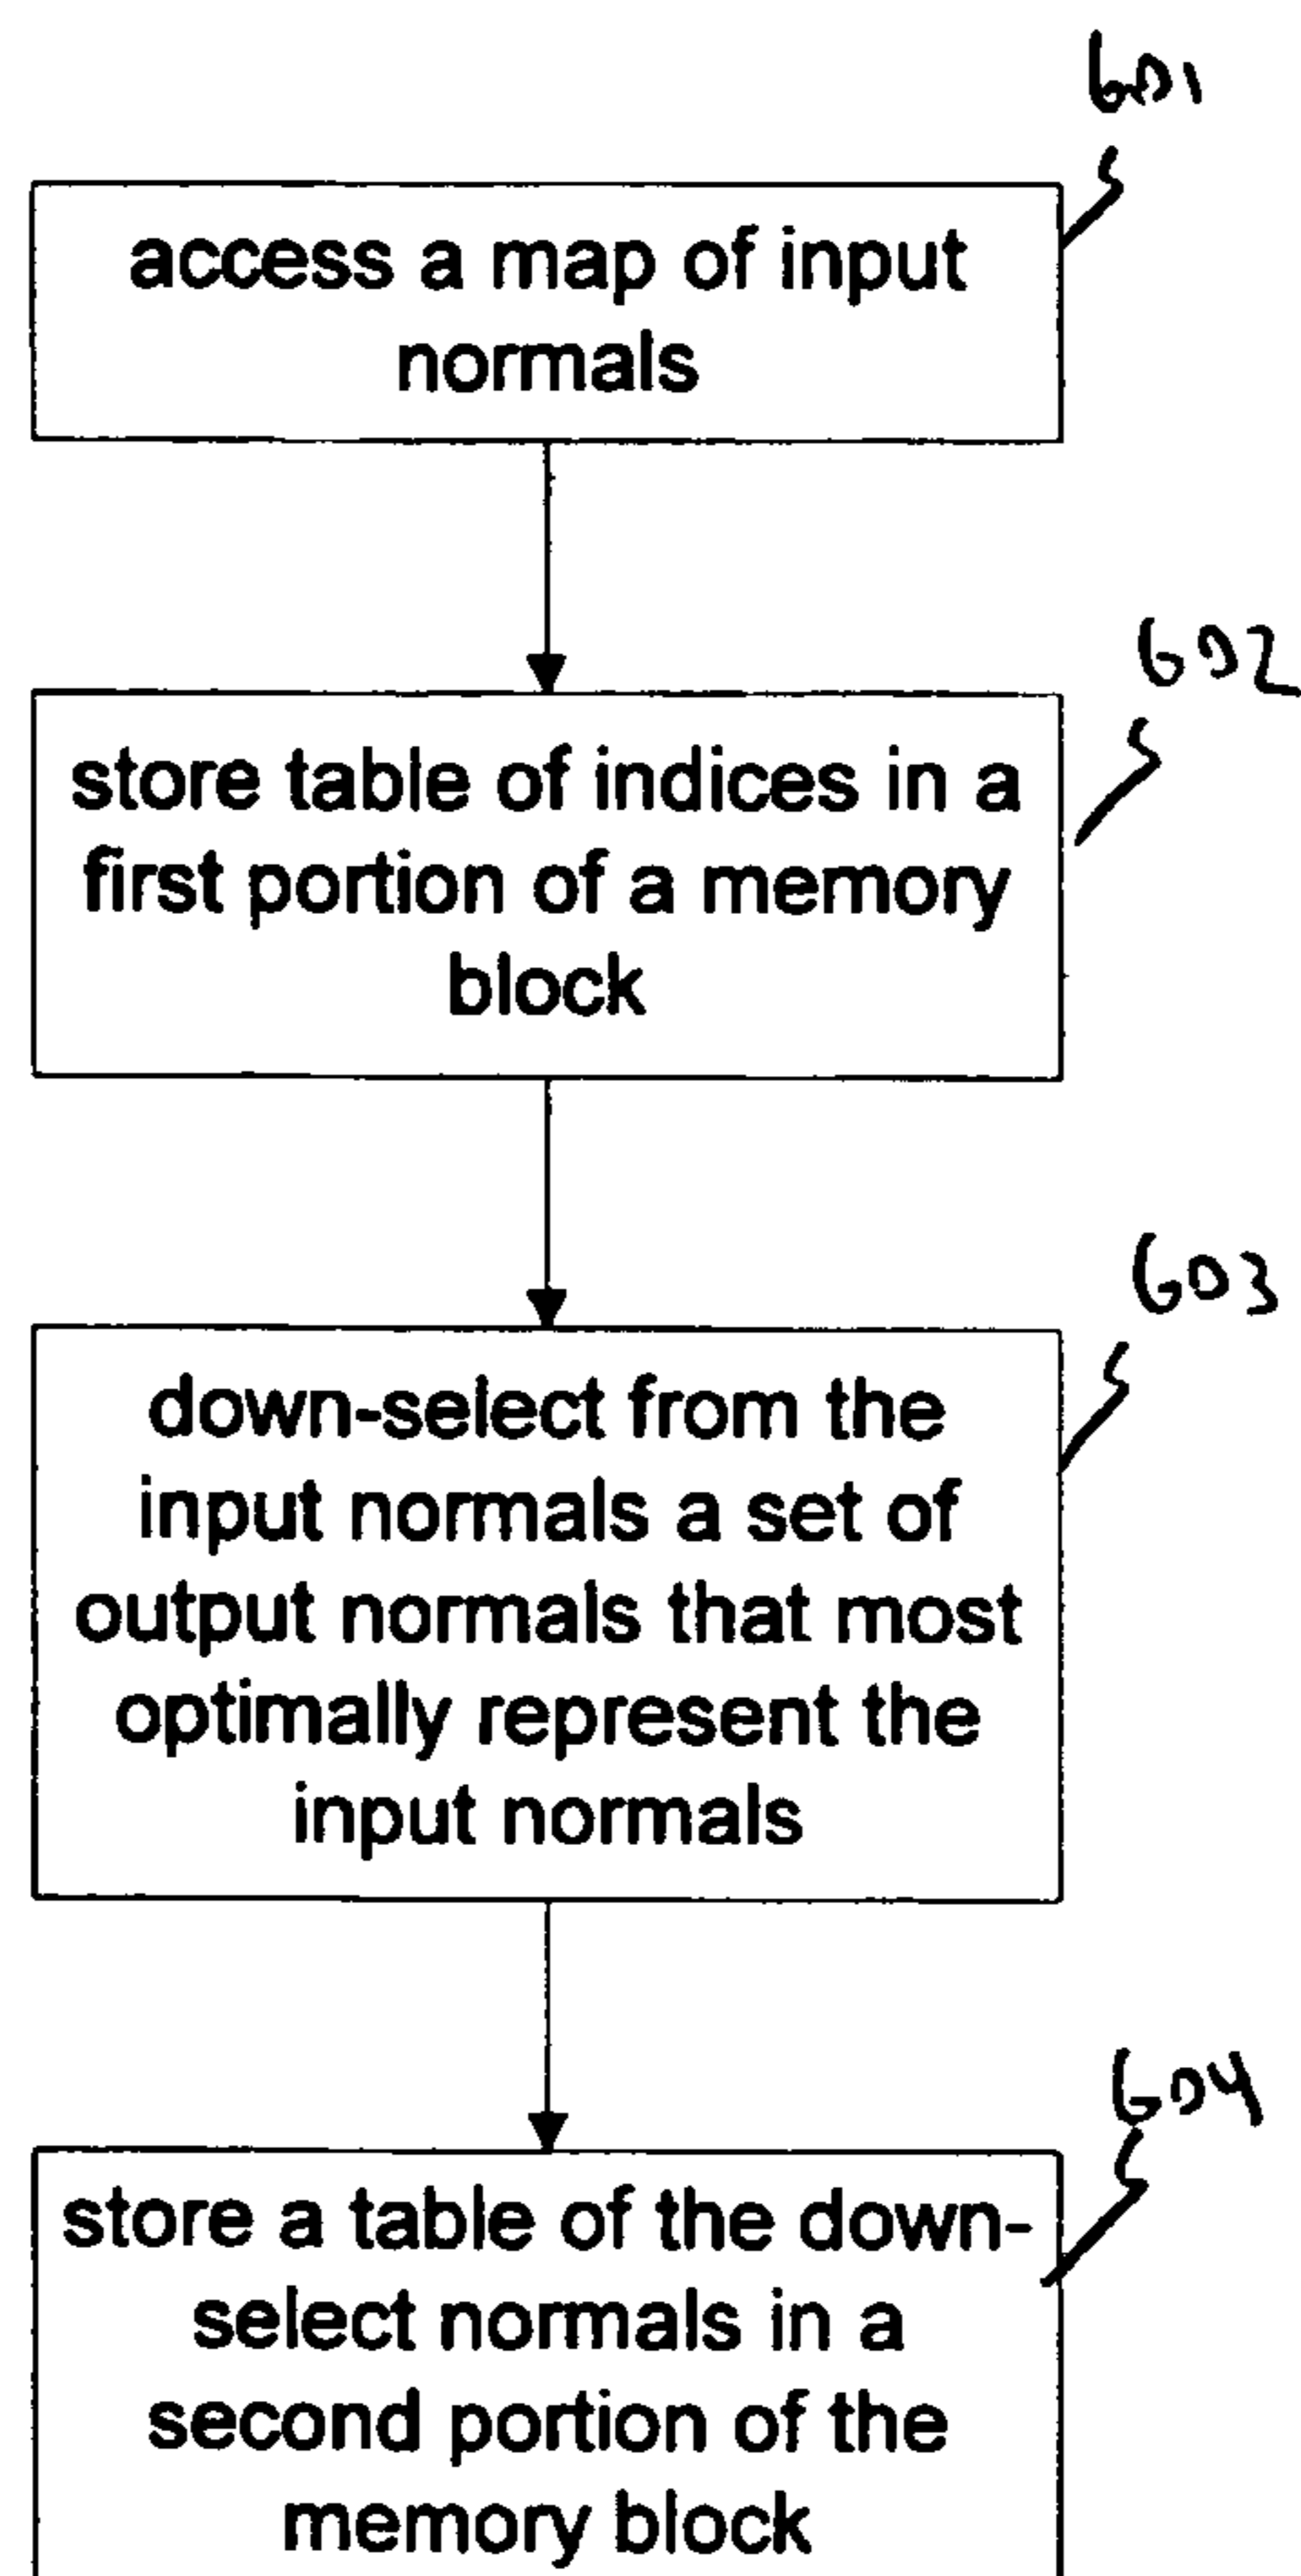 601
access a map of input
normals
602
store table of indices in a
first portion of a memory
block
603
down-select from the
input normals a set of
output normals that most
optimally represent the
input normals
604
store a table of the down-
select normals in a
second portion of the
memory block